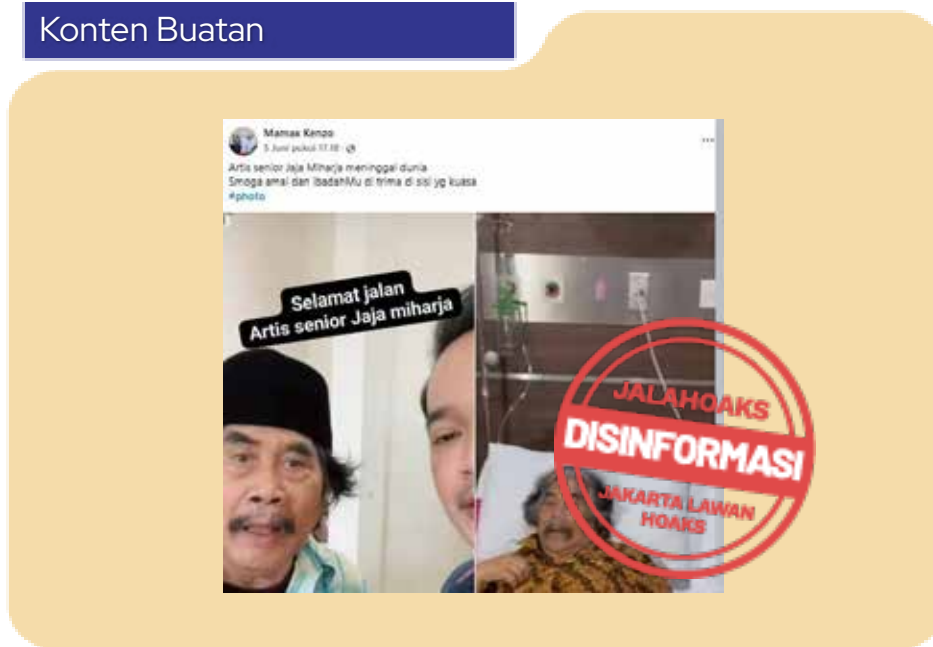 Konten Buatan
Mamas Kenzo
5 Juni pukul 17.18
Artis senior Jaja Miharja meninggal dunia
Smoga amal dan IbadahMu di trima di sisi yg kuasa
#photo
Selamat jalan
Artis senior Jaja miharja
JALAHOAKS
DISINFORMASI
JAKARTA LAWAN
HOAKS